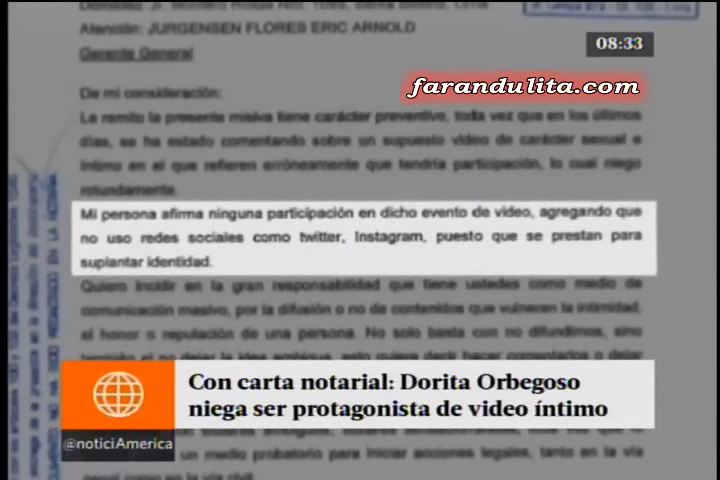 Atención: JURGENSEN FLORES ERIC ARNOLD
Gerente General
08:33
farandulita.com
De mi consideración:
Le remito la presente misiva tiene carácter preventivo, toda vez que en los últimos
días, se ha estado comentando sobre un supuesto video de carácter sexual e
íntimo en el que refieren erróneamente que tendría participación, lo cual niego
rotundamente.
Mi persona afirma ninguna participación en dicho evento de video, agregando que
no uso redes sociales como twitter, Instagram, puesto que se prestan para
suplantar identidad.
Quiero incidir en la gran responsabilidad que tiene ustedes como medio de
comunicación masivo, por la difusión o no de contenidos que vulneren la intimidad,
el honor o reputación de una persona. No solo basta con no difundirnos, sino
Con carta notarial: Dorita Orbegoso
niega ser protagonista de video íntimo
@noticiAmerica
un medio probatorio para iniciar acciones legales, tanto en la vía